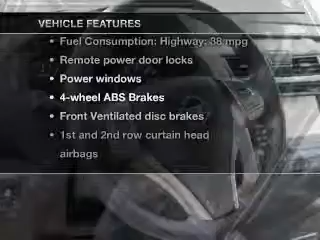 VEHICLE FEATURES
• Fuel Consumption: Highway: 38 mpg
• Remote power door locks
• Power windows
• 4-wheel ABS Brakes
• Front Ventilated disc brakes
• 1st and 2nd row curtain head
airbags